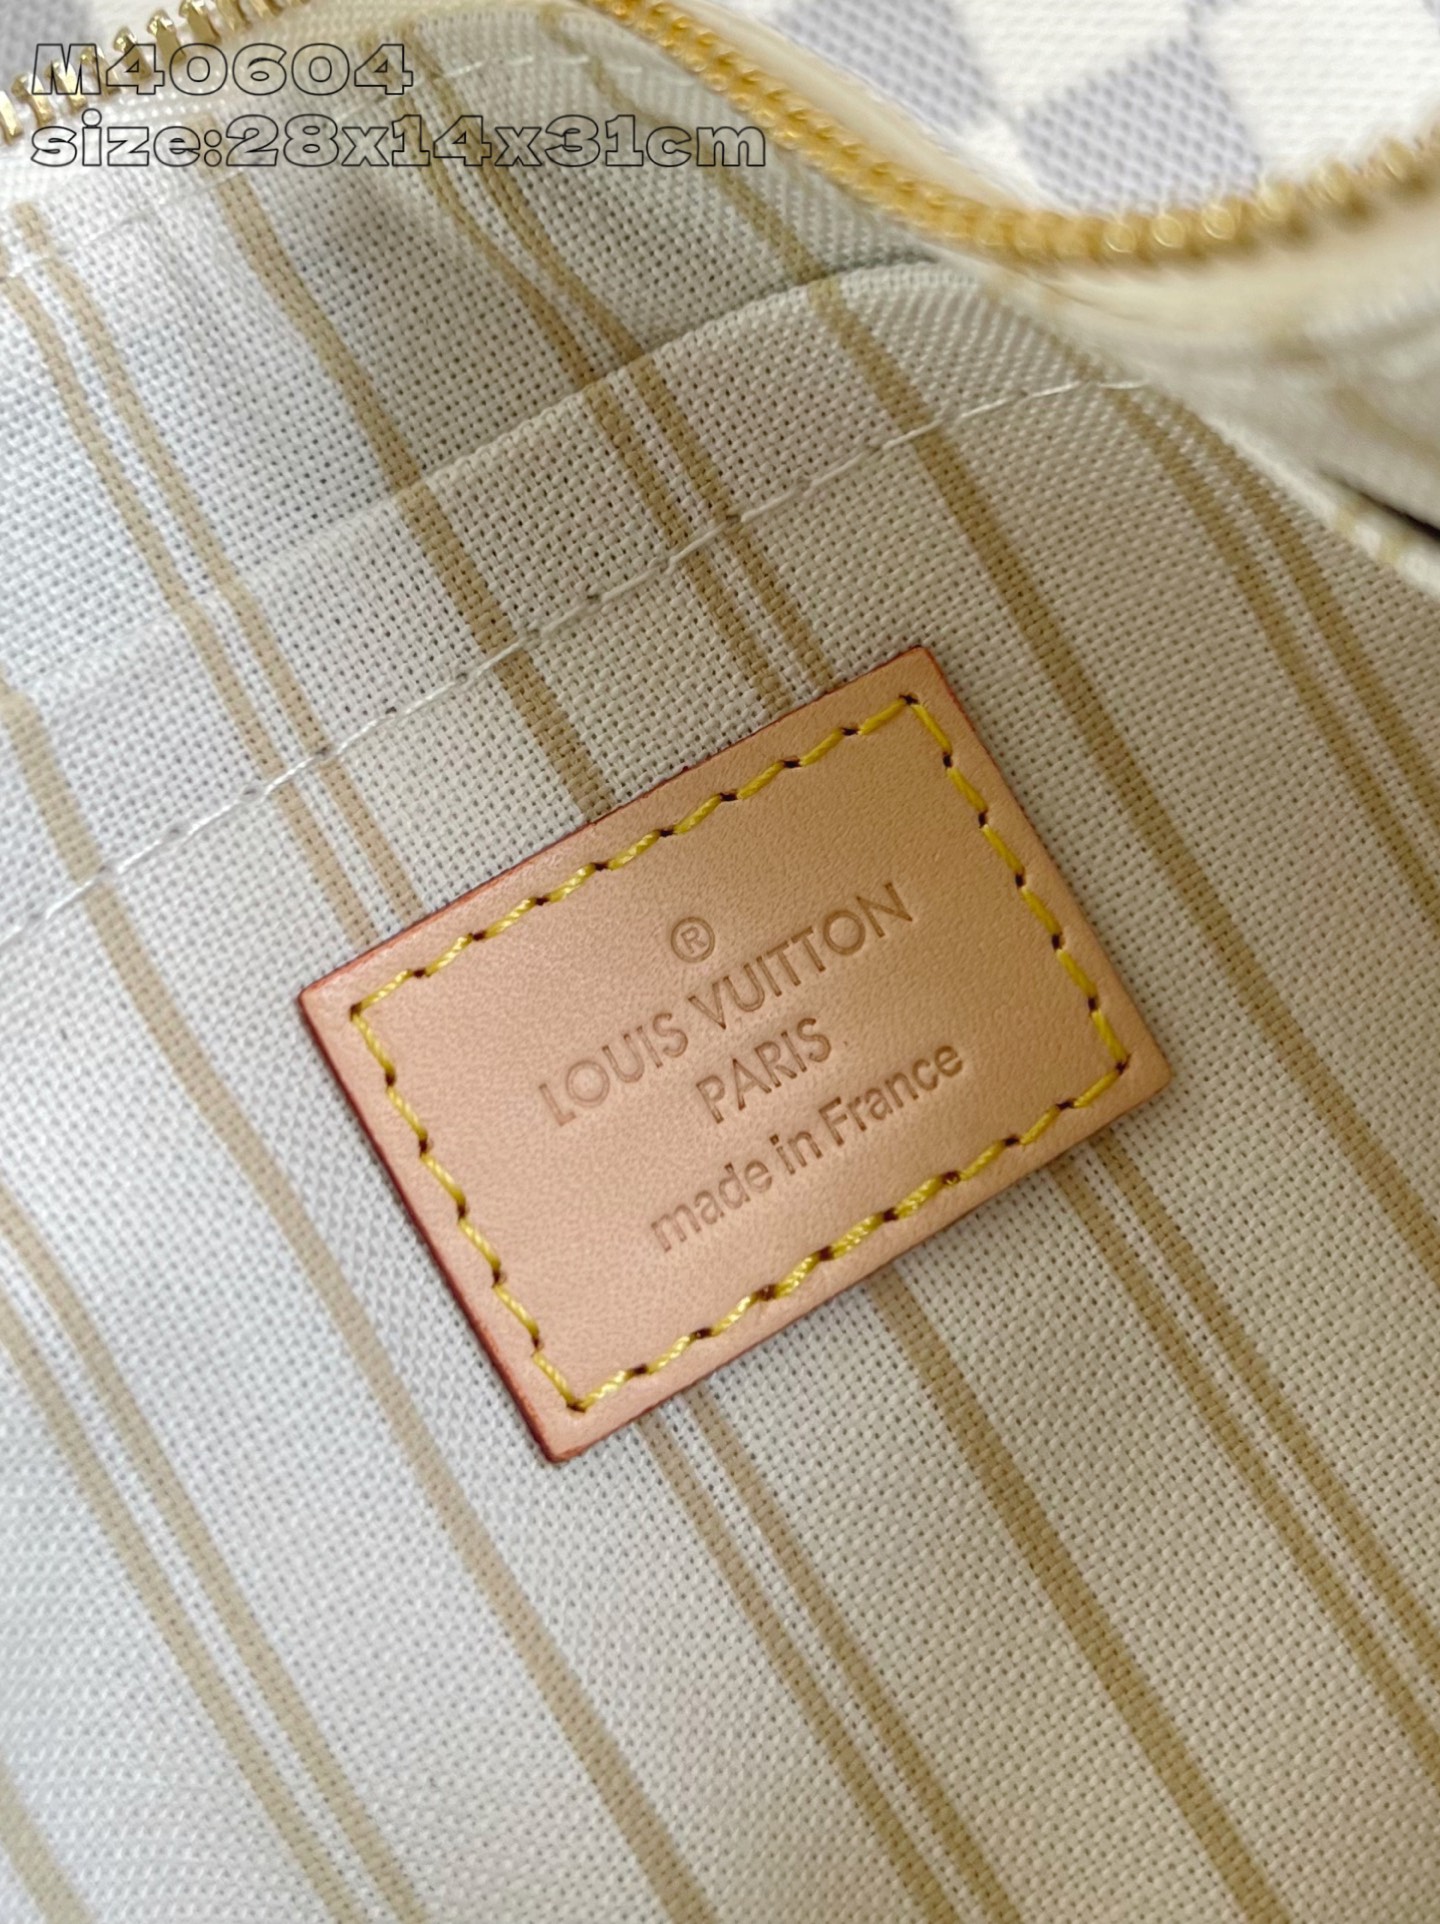 M40604
size:28x14x31cm
®
LOUIS VUITTON
PARIS
made in France